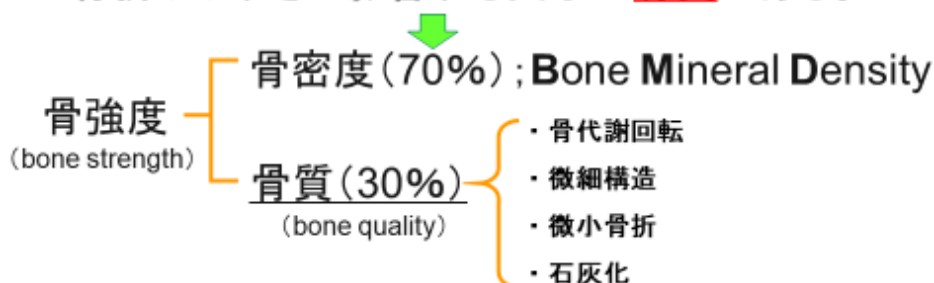 骨密度(70%);Bone Mineral Density
骨強度
(bone strength)
骨質(30%)
(bone quality)
・骨代謝回転
・微細構造
・微小骨折
・石灰化